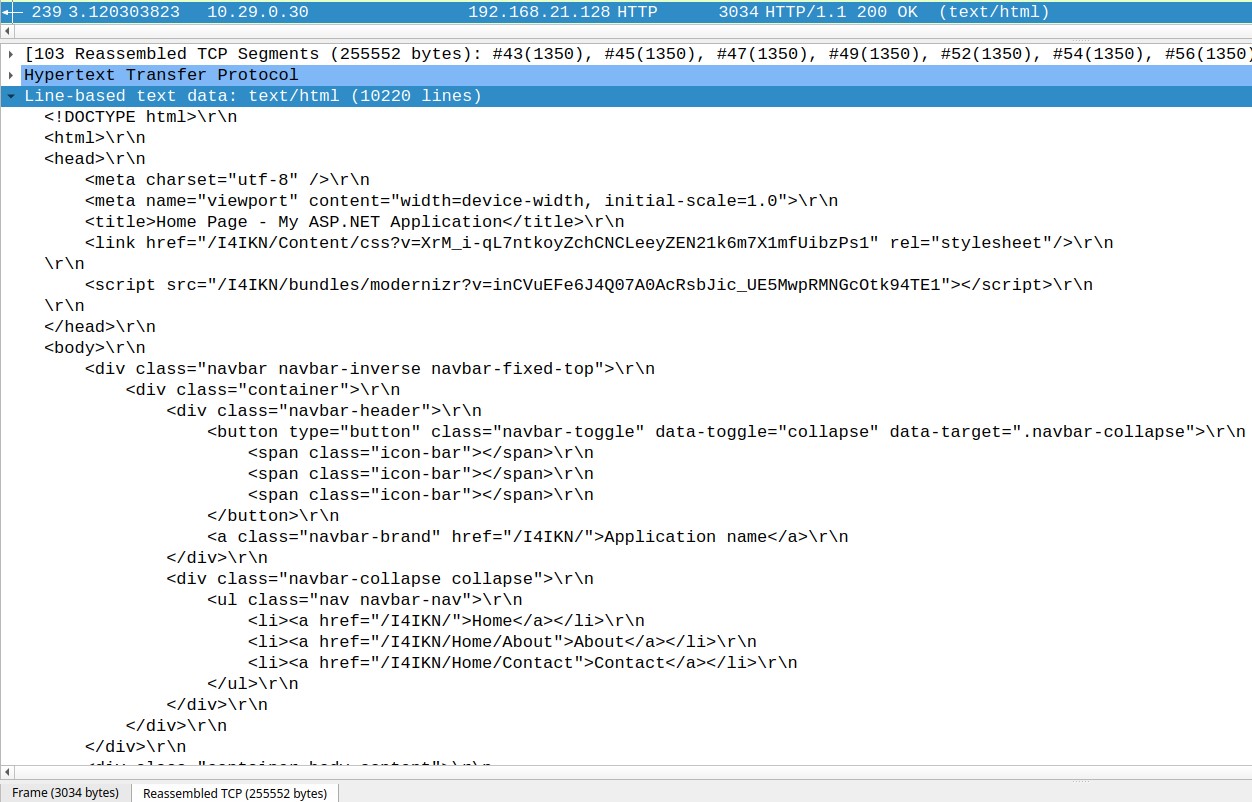 239 3.120303823 10.29.0.30 192.168.21.128 HTTP 3034 HTTP/1.1 200 OK (text/html)
[103 Reassembled TCP Segments (255552 bytes): #43(1350), #45(1350), #47(1350), #49(1350), #52(1350), #54(1350), #56(1350)
Hypertext Transfer Protocol
Line-based text data: text/html (10220 lines)
<!DOCTYPE html>\r\n
<html>\r\n
<head>\r\n
<meta charset="utf-8" />\r\n
<meta name="viewport" content="width=device-width, initial-scale=1.0">\r\n
<title>Home Page - My ASP.NET Application</title>\r\n
<link href="/I4IKN/Content/css?v=XrM_i-qL7ntkoyZchCNCLeeyZEN21k6m7X1mfUibzPs1" rel="stylesheet"/>\r\n
\r\n
<script src="/I4IKN/bundles/modernizr?v=inCVuEFe6J4Q07A0AcRsbJic_UE5MwpRMNGcOtk94TE1"></script>\r\n
\r\n
</head>\r\n
<body>\r\n
<div class="navbar navbar-inverse navbar-fixed-top">\r\n
<div class="container">\r\n
<div class="navbar-header">\r\n
<button type="button" class="navbar-toggle" data-toggle="collapse" data-target=".navbar-collapse">\r\n
<span class="icon-bar"></span>\r\n
<span class="icon-bar"></span>\r\n
<span class="icon-bar"></span>\r\n
</button>\r\n
<a class="navbar-brand" href="/I4IKN/">Application name</a>\r\n
</div>\r\n
<div class="navbar-collapse collapse">\r\n
<ul class="nav navbar-nav">\r\n
<li><a href="/I4IKN/">Home</a></li>\r\n
<li><a href="/I4IKN/Home/About">About</a></li>\r\n
<li><a href="/I4IKN/Home/Contact">Contact</a></li>\r\n
</ul>\r\n
</div>\r\n
</div>\r\n
</div>\r\n
Frame (3034 bytes) Reassembled TCP (255552 bytes)